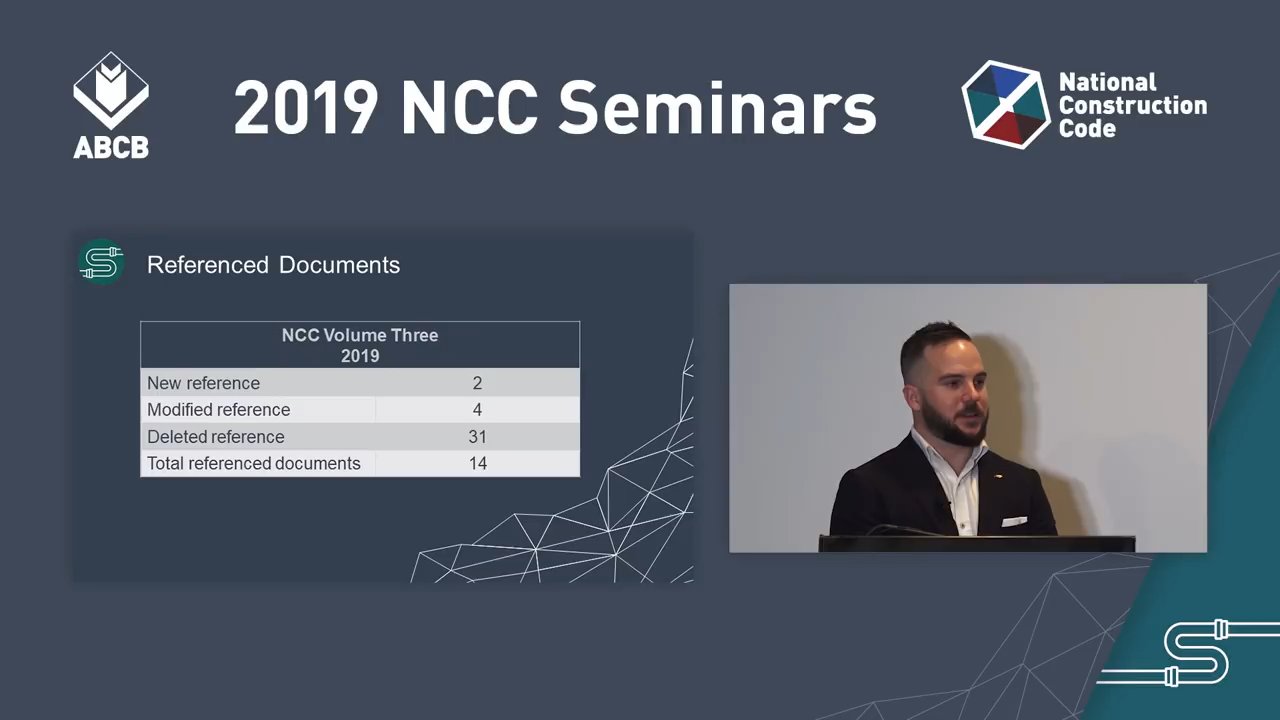 ABCB
2019 NCC Seminars
National
Construction
Code
Referenced Documents
NCC Volume Three
2019
New reference 2
Modified reference 4
Deleted reference 31
Total referenced documents 14